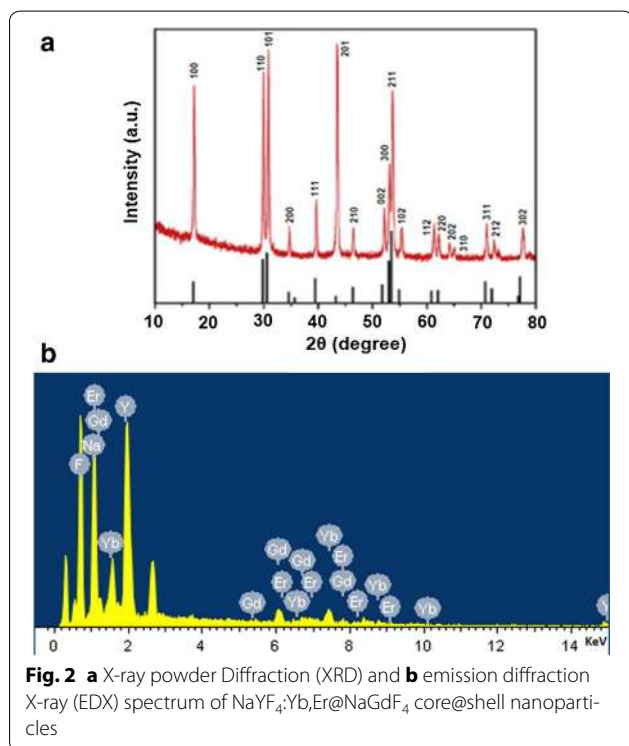 a
100
110
101
200
111
201
210
002
300
211
102
112
220
202
310
311
212
302
Intensity (a.u.)
10 20 30 40 50 60 70 80
2θ (degree)
b
Er
Gd
Na
F
Y
Yb
Gd
Gd
Er
Gd
Yb
Er
Yb
Er
Gd
Er
Yb
Er
Yb
Y
0 2 4 6 8 10 12 14 KeV
Fig. 2 a X-ray powder Diffraction (XRD) and b emission diffraction
X-ray (EDX) spectrum of NaYF₄:Yb,Er@NaGdF₄ core@shell nanoparti-
cles